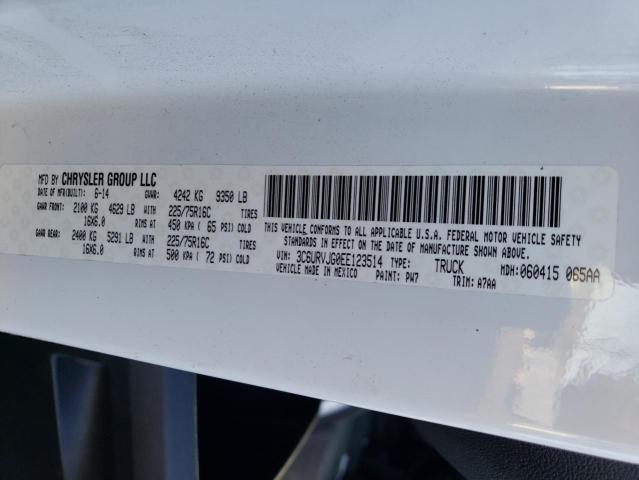 MFD BY CHRYSLER GROUP LLC
DATE OF MFR(BUILT): 6-14 GVWR: 4242 KG 9350 LB
GAWR FRONT: 2100 KG 4629 LB WITH 225/75R16C TIRES
16X6.0 RIMS AT 450 KPA ( 65 PSI) COLD
GAWR REAR: 2400 KG 5291 LB WITH 225/75R16C TIRES
16X6.0 RIMS AT 500 KPA ( 72 PSI) COLD
THIS VEHICLE CONFORMS TO ALL APPLICABLE U.S.A. FEDERAL MOTOR VEHICLE SAFETY
STANDARDS IN EFFECT ON THE DATE OF MANUFACTURE SHOWN ABOVE.
VIN: 3C6URVJG0EE123514 TYPE: TRUCK MDH: 060415 065AA
VEHICLE MADE IN MEXICO PAINT: PW7 TRIM: A7AA